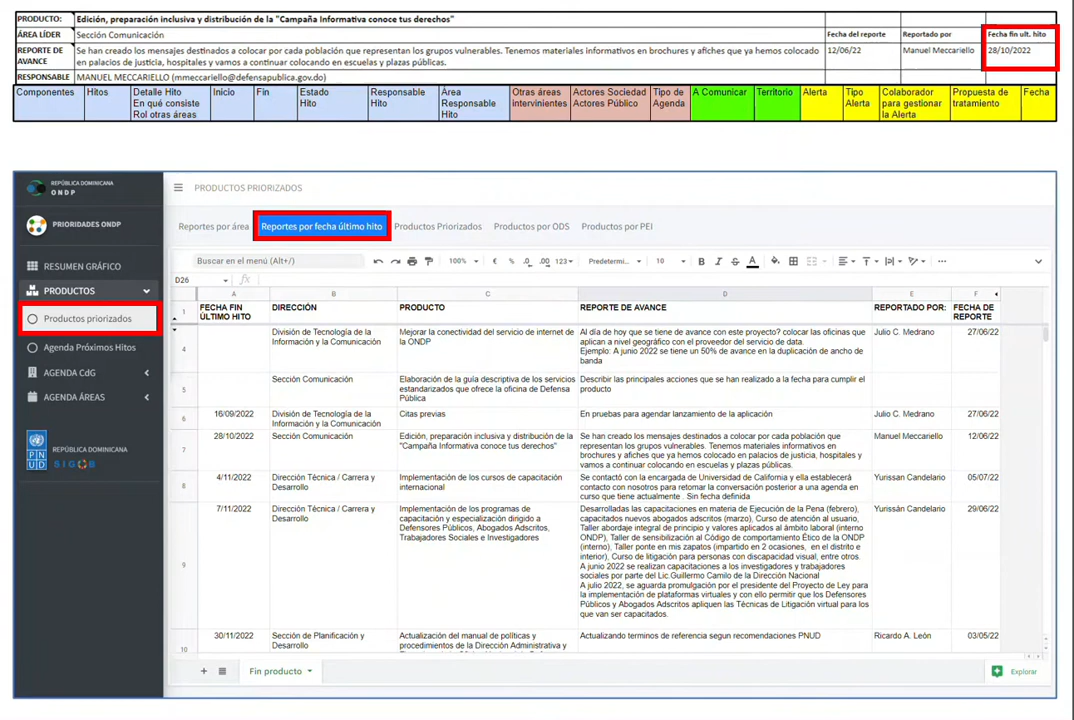 PRODUCTO: Edición, preparación inclusiva y distribución de la "Campaña Informativa conoce tus derechos"
ÁREA LÍDER Sección Comunicación Fecha del reporte Reportado por Fecha fin ult. hito
REPORTE DE AVANCE Se han creado los mensajes destinados a colocar por cada población que representan los grupos vulnerables. Tenemos materiales informativos en brochures y afiches que ya hemos colocado 12/06/22 Manuel Meccariello 28/10/2022
en palacios de justicia, hospitales y vamos a continuar colocando en escuelas y plazas públicas.
RESPONSABLE MANUEL MECCARIELLO (mmeccariello@defensapublica.gov.do)
Componentes Hitos Detalle Hito Inicio Fin Estado Responsable Área Otras áreas Actores Sociedad Tipo de A Comunicar Territorio Alerta Tipo Colaborador Propuesta de Fecha
En qué consiste Hito Hito Responsable intervinientes Actores Público Agenda Alerta para gestionar tratamiento
Rol otras áreas Hito la Alerta
REPÚBLICA DOMINICANA
ONDP
PRODUCTOS PRIORIZADOS
PRIORIDADES ONDP
Reportes por área Reportes por fecha último hito Productos Priorizados Productos por ODS Productos por PEI
RESUMEN GRÁFICO
PRODUCTOS
Productos priorizados
Agenda Próximos Hitos
AGENDA CdG
AGENDA ÁREAS
PNUD
REPÚBLICA DOMINICANA
SIGOB
Buscar en el menú (Alt+/) 100% € % .0 .00 123 Predetermi... 10 B I S A
D26 fx
A B C D E F
1 FECHA FIN ÚLTIMO HITO DIRECCIÓN PRODUCTO REPORTE DE AVANCE REPORTADO POR: FECHA DE REPORTE
4 División de Tecnología de la Mejorar la conectividad del servicio de internet de Al día de hoy que se tiene de avance con este proyecto? colocar las oficinas que Julio C. Medrano 27/06/22
Información y la Comunicación la ONDP aplican a nivel geográfico con el proveedor del servicio de data.
Ejemplo: A junio 2022 se tiene un 50% de avance en la duplicación de ancho de
banda
5 Sección Comunicación Elaboración de la guía descriptiva de los servicios Describir las principales acciones que se han realizado a la fecha para cumplir el
estandarizados que ofrece la oficina de Defensa producto
Pública
6 16/09/2022 División de Tecnología de la Citas previas En pruebas para agendar lanzamiento de la aplicación Julio C. Medrano 27/06/22
Información y la Comunicación
7 28/10/2022 Sección Comunicación Edición, preparación inclusiva y distribución de la Se han creado los mensajes destinados a colocar por cada población que Manuel Meccariello 12/06/22
"Campaña Informativa conoce tus derechos" representan los grupos vulnerables. Tenemos materiales informativos en
brochures y afiches que ya hemos colocado en palacios de justicia, hospitales y
vamos a continuar colocando en escuelas y plazas públicas.
8 4/11/2022 Dirección Técnica / Carrera y Implementación de los cursos de capacitación Se contactó con la encargada de Universidad of California y ella establecerá Yurissan Candelario 05/07/22
Desarrollo internacional contacto con nosotros para retomar la conversación posterior a una agenda en
curso que tiene actualmente . Sin fecha definida
9 7/11/2022 Dirección Técnica / Carrera y Implementación de los programas de Desarrolladas las capacitaciones en materia de Ejecución de la Pena (febrero), Yurissán Candelario 29/06/22
Desarrollo capacitación y especialización dirigido a capacitados nuevos abogados adscritos (marzo), Curso de atención al usuario,
Defensores Públicos, Abogados Adscritos, Taller abordaje integral de principio y valores aplicados al ámbito laboral (interno
Trabajadores Sociales e Investigadores ONDP), Taller de sensibilización al Código de comportamiento Ético de la ONDP
(interno), Taller ponte en mis zapatos (impartido en 2 ocasiones, en el distrito e
interior), Curso de litigación para personas con discapacidad visual, entre otros
A junio 2022 se realizan capacitaciones a los investigadores y trabajadores
sociales por parte del Lic.Guillermo Camilo de la Dirección Nacional
A julio 2022, se aguarda promulgación por el presidente del Proyecto de Ley para
la implementación de plataformas virtuales y con ello permitir que los Defensores
Públicos y Abogados Adscritos apliquen las Técnicas de Litigación virtual para los
que van ser capacitados.
10 30/11/2022 Sección de Planificación y Actualización del manual de políticas y Actualizando terminos de referencia segun recomendaciones PNUD Ricardo A. León 03/05/22
Desarrollo procedimientos de la Dirección Administrativa y
Fin producto Explorar